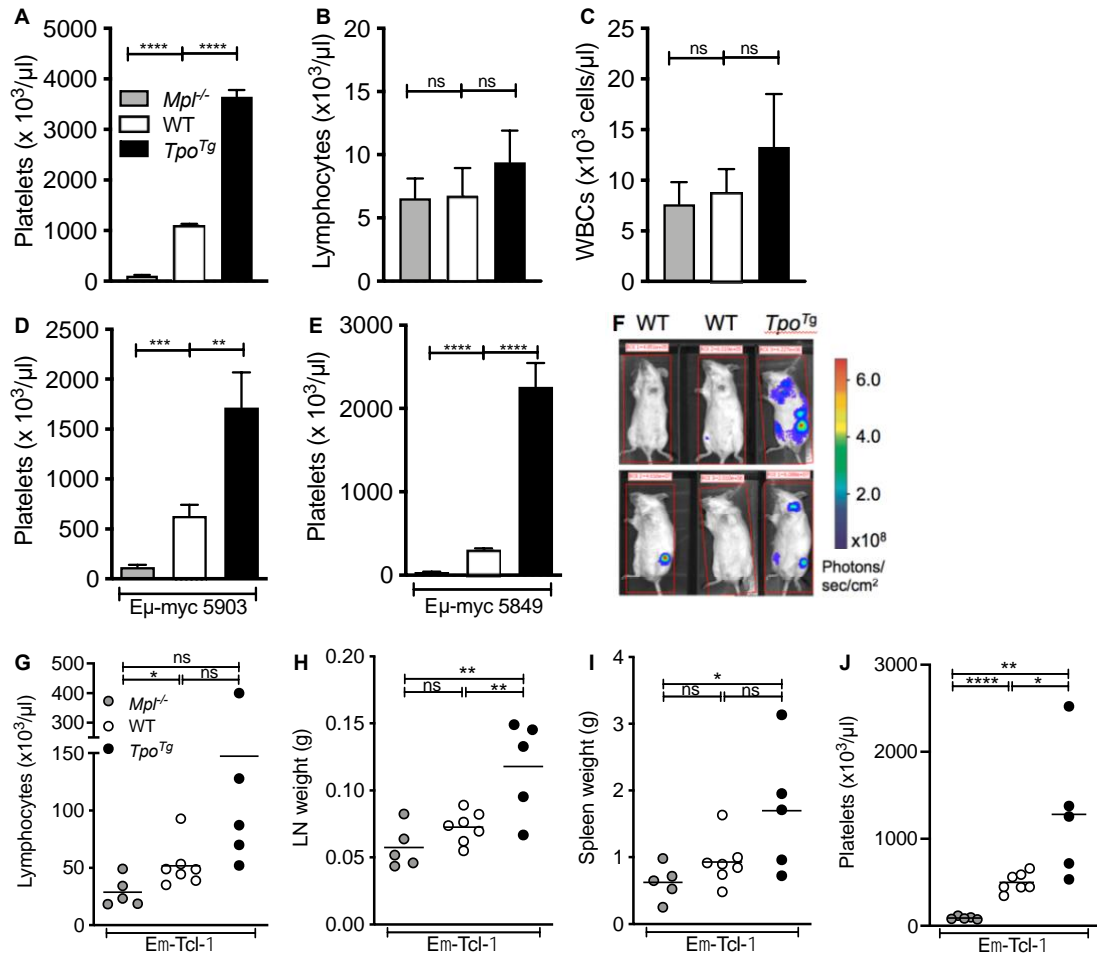 A
Platelets (x 10³/µl)
5000
4000
3000
2000
1000
0
**** ****
Mpl-/-
WT
TpoTg
B
Lymphocytes (x10³/µl)
20
15
10
5
0
ns ns
C
WBCs (x10³ cells/µl)
25
20
15
10
5
0
ns ns
D
Platelets (x 10³/µl)
2500
2000
1500
1000
500
0
*** **
Eµ-myc 5903
E
Platelets (x 10³/µl)
3000
2000
1000
0
**** ****
Eµ-myc 5849
F WT WT TpoTg
6.0
4.0
2.0
x10⁸
Photons/
sec/cm²
G
Lymphocytes (x10³/µl)
500
400
300
200
150
100
50
0
ns
* ns
Mpl-/-
WT
TpoTg
Em-Tcl-1
H
LN weight (g)
0.20
0.15
0.10
0.05
0.00
**
ns **
Em-Tcl-1
I
Spleen weight (g)
4
3
2
1
0
*
ns ns
Em-Tcl-1
J
Platelets (x10³/µl)
3000
2000
1000
0
**
**** *
Em-Tcl-1